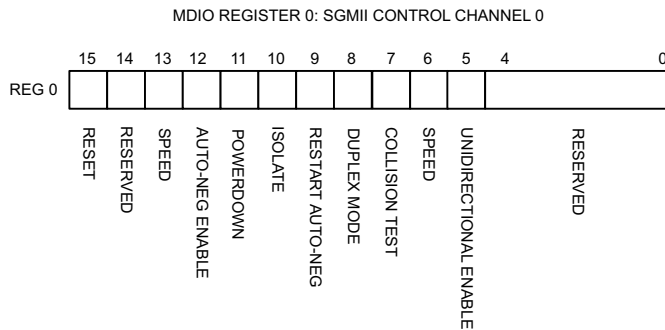 MDIO REGISTER 0: SGMII CONTROL CHANNEL 0
15 14 13 12 11 10 9 8 7 6 5 4 0
REG 0
RESET
RESERVED
SPEED
AUTO-NEG ENABLE
POWERDOWN
ISOLATE
RESTART AUTO-NEG
DUPLEX MODE
COLLISION TEST
SPEED
UNIDIRECTIONAL ENABLE
RESERVED